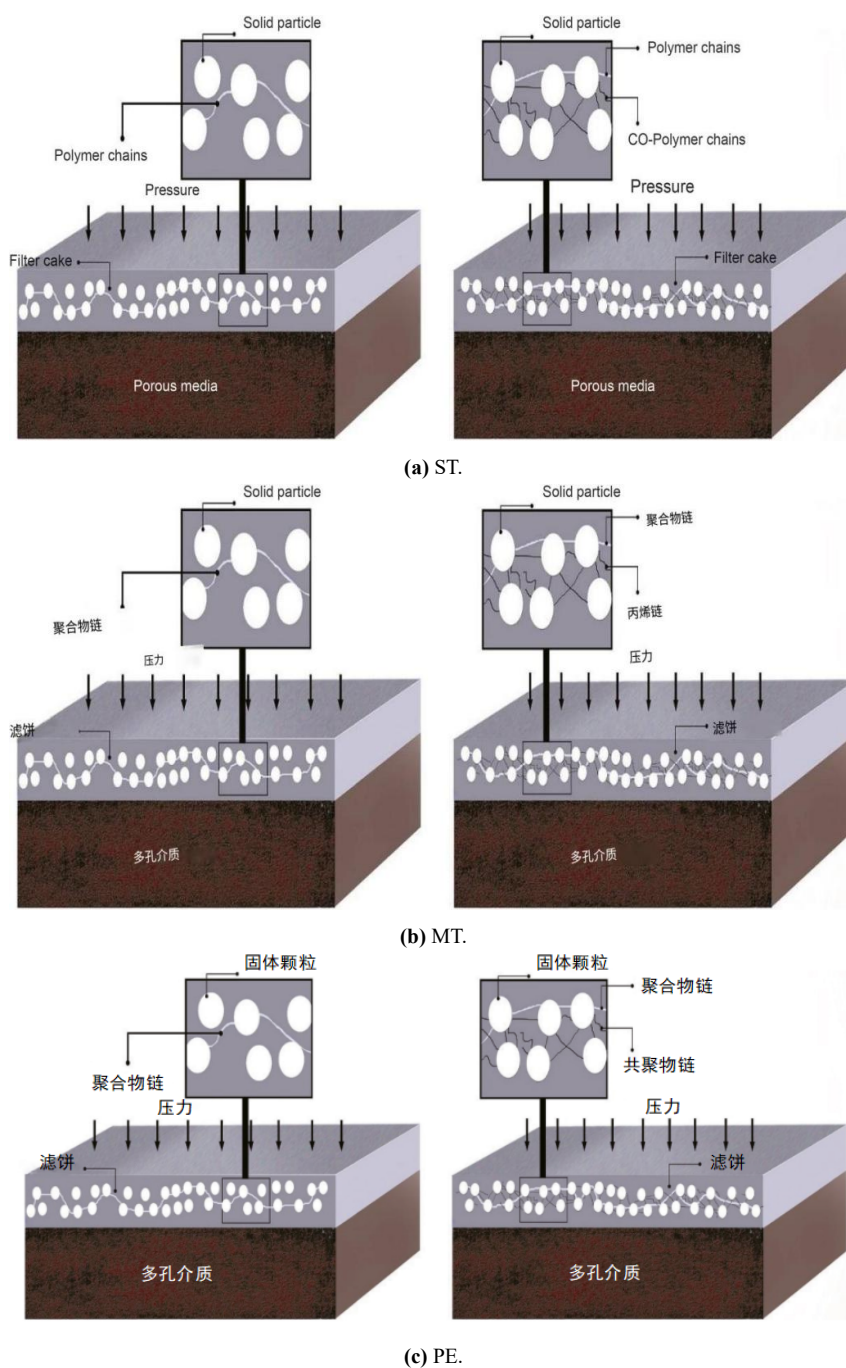 Solid particle
Polymer chains
Pressure
Filter cake
Porous media
Solid particle
Polymer chains
CO-Polymer chains
Pressure
Filter cake
Porous media
(a) ST.
Solid particle
聚合物链
压力
滤饼
多孔介质
Solid particle
聚合物链
丙烯链
压力
滤饼
多孔介质
(b) MT.
固体颗粒
聚合物链
压力
滤饼
多孔介质
固体颗粒
聚合物链
共聚物链
压力
滤饼
多孔介质
(c) PE.